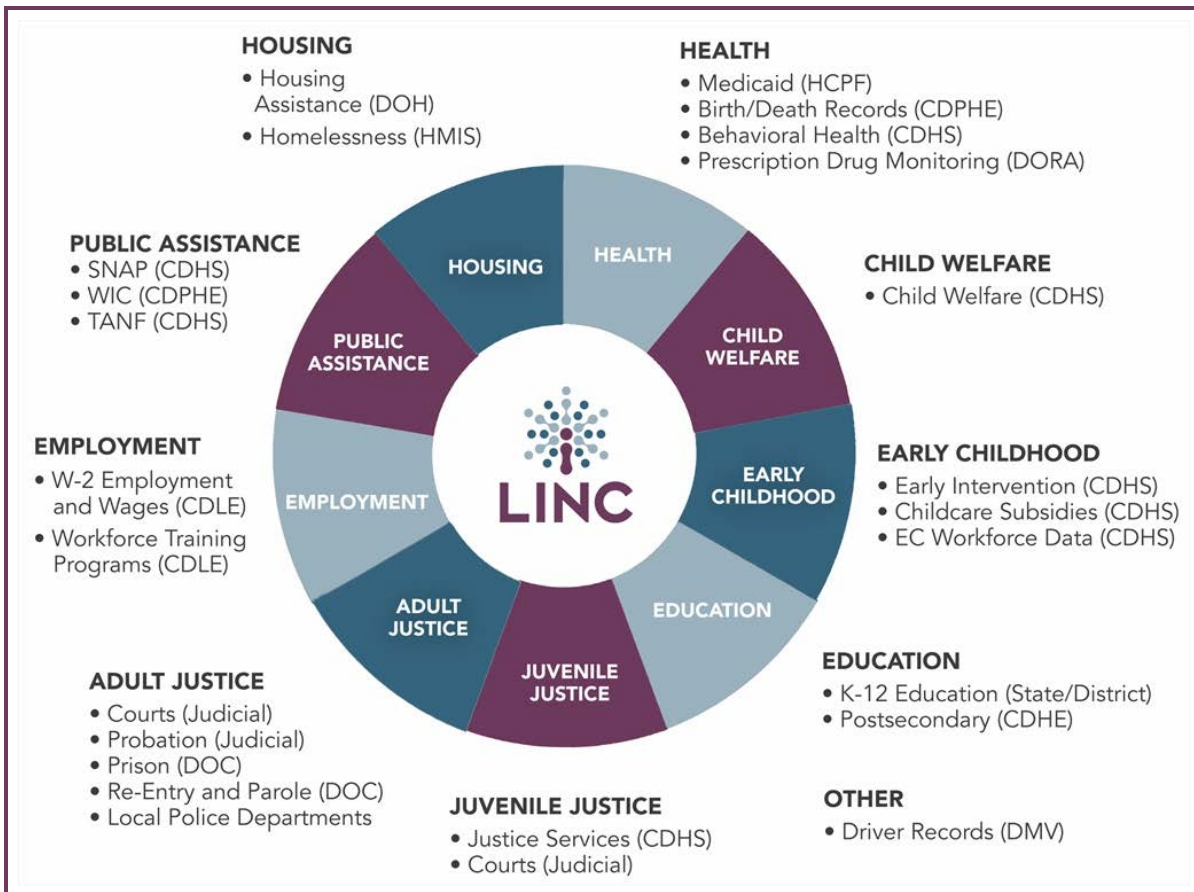 HOUSING
• Housing
Assistance (DOH)
• Homelessness (HMIS)
HEALTH
• Medicaid (HCPF)
• Birth/Death Records (CDPHE)
• Behavioral Health (CDHS)
• Prescription Drug Monitoring (DORA)
PUBLIC ASSISTANCE
• SNAP (CDHS)
• WIC (CDPHE)
• TANF (CDHS)
CHILD WELFARE
• Child Welfare (CDHS)
EMPLOYMENT
• W-2 Employment
and Wages (CDLE)
• Workforce Training
Programs (CDLE)
EARLY CHILDHOOD
• Early Intervention (CDHS)
• Childcare Subsidies (CDHS)
• EC Workforce Data (CDHS)
ADULT JUSTICE
• Courts (Judicial)
• Probation (Judicial)
• Prison (DOC)
• Re-Entry and Parole (DOC)
• Local Police Departments
EDUCATION
• K-12 Education (State/District)
• Postsecondary (CDHE)
JUVENILE JUSTICE
• Justice Services (CDHS)
• Courts (Judicial)
OTHER
• Driver Records (DMV)
HOUSING
HEALTH
CHILD
WELFARE
EARLY
CHILDHOOD
EDUCATION
JUVENILE
JUSTICE
ADULT
JUSTICE
EMPLOYMENT
PUBLIC
ASSISTANCE
LINC